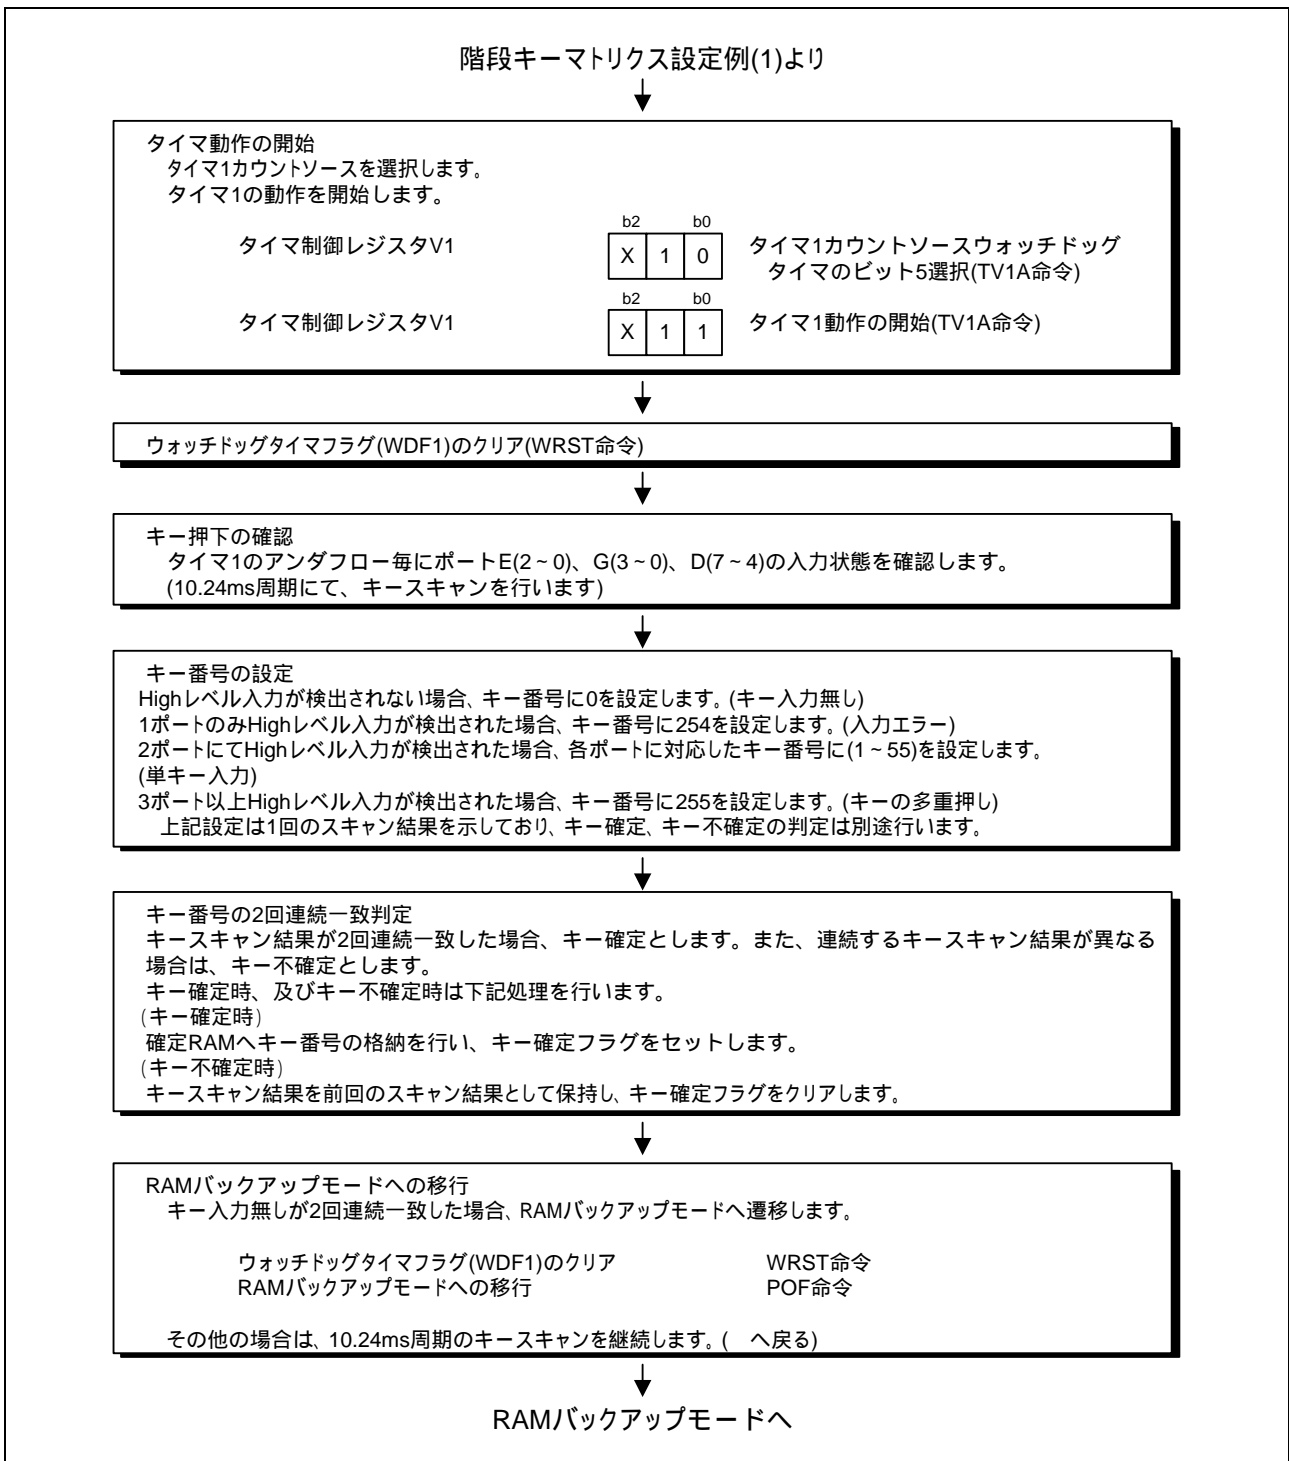 階段キーマトリクス設定例(1)より
タイマ動作の開始
タイマ1カウントソースを選択します。
タイマ1の動作を開始します。
b2 b0
タイマ制御レジスタV1 X 1 0 タイマ1カウントソースウォッチドッグ
タイマのビット5選択(TV1A命令)
b2 b0
タイマ制御レジスタV1 X 1 1 タイマ1動作の開始(TV1A命令)
ウォッチドッグタイマフラグ(WDF1)のクリア(WRST命令)
キー押下の確認
タイマ1のアンダフロー毎にポートE(2~0)、G(3~0)、D(7~4)の入力状態を確認します。
(10.24ms周期にて、キースキャンを行います)
キー番号の設定
Highレベル入力が検出されない場合、キー番号に0を設定します。(キー入力無し)
1ポートのみHighレベル入力が検出された場合、キー番号に254を設定します。(入力エラー)
2ポートにてHighレベル入力が検出された場合、各ポートに対応したキー番号に(1~55)を設定します。
(単キー入力)
3ポート以上Highレベル入力が検出された場合、キー番号に255を設定します。(キーの多重押し)
上記設定は1回のスキャン結果を示しており、キー確定、キー不確定の判定は別途行います。
キー番号の2回連続一致判定
キースキャン結果が2回連続一致した場合、キー確定とします。また、連続するキースキャン結果が異なる
場合は、キー不確定とします。
キー確定時、及びキー不確定時は下記処理を行います。
(キー確定時)
確定RAMへキー番号の格納を行い、キー確定フラグをセットします。
(キー不確定時)
キースキャン結果を前回のスキャン結果として保持し、キー確定フラグをクリアします。
RAMバックアップモードへの移行
キー入力無しが2回連続一致した場合、RAMバックアップモードへ遷移します。
ウォッチドッグタイマフラグ(WDF1)のクリア WRST命令
RAMバックアップモードへの移行 POF命令
その他の場合は、10.24ms周期のキースキャンを継続します。( へ戻る)
RAMバックアップモードへ